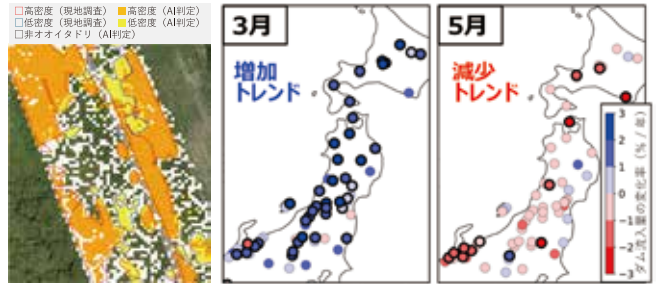 高密度（現地調査） 高密度（AI判定）
低密度（現地調査） 低密度（AI判定）
非オオイタドリ（AI判定）
3月
増加
トレンド
5月
減少
トレンド
3
2
1
0
-1
-2
-3
ダム流入量の変化率（％／年）